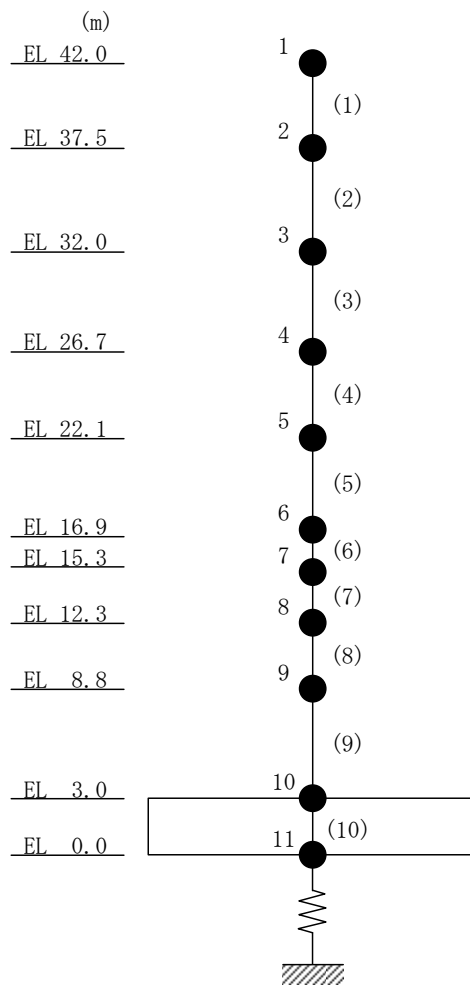 (m)
EL 42.0
1
(1)
EL 37.5
2
(2)
EL 32.0
3
(3)
EL 26.7
4
(4)
EL 22.1
5
(5)
EL 16.9
6
(6)
EL 15.3
7
(7)
EL 12.3
8
(8)
EL 8.8
9
(9)
EL 3.0
10
(10)
EL 0.0
11